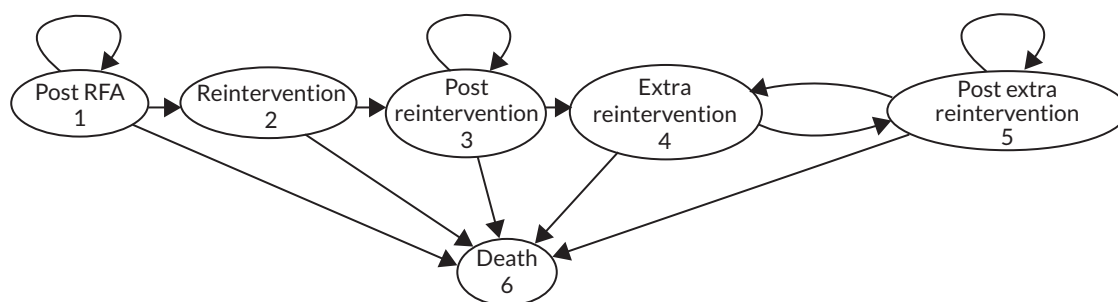 Post RFA
1
Reintervention
2
Post
reintervention
3
Extra
reintervention
4
Post extra
reintervention
5
Death
6